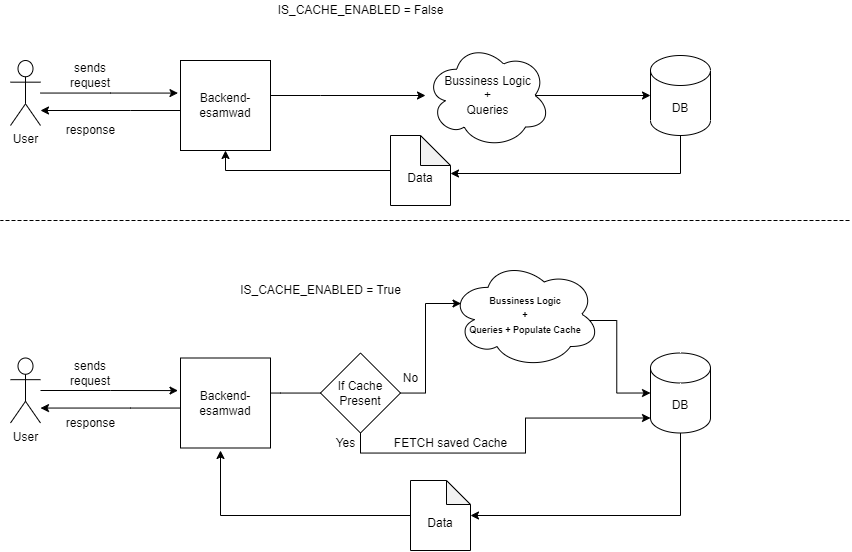 IS_CACHE_ENABLED = False
sends
request
response
User
Backend-
esamwad
Bussiness Logic
+
Queries
DB
Data
IS_CACHE_ENABLED = True
sends
request
response
User
Backend-
esamwad
If Cache
Present
No
Yes
Bussiness Logic
+
Queries + Populate Cache
FETCH saved Cache
DB
Data